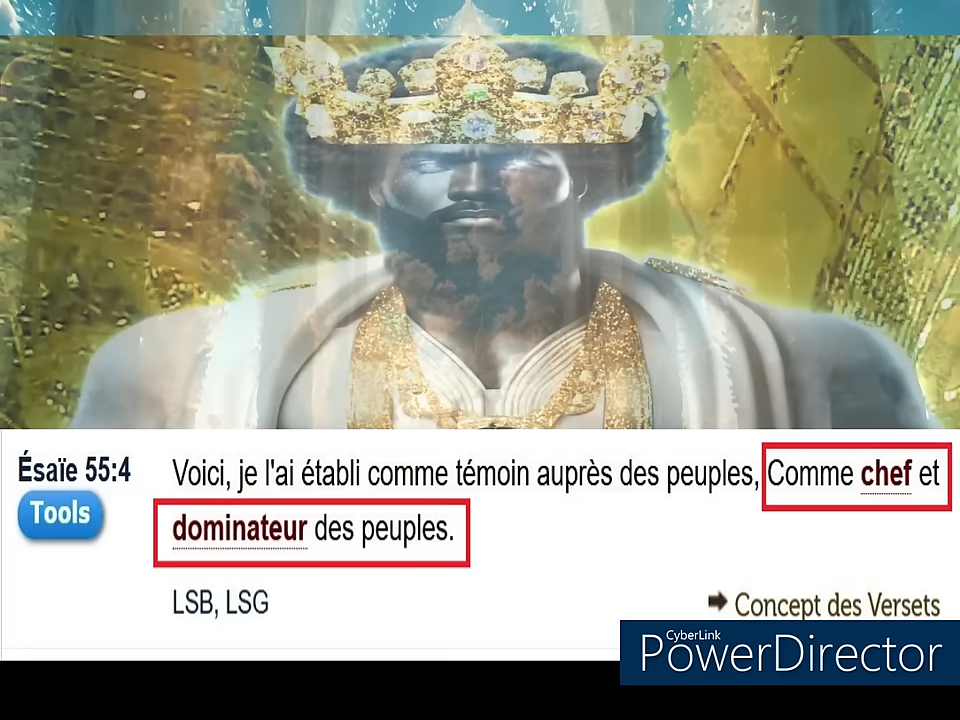 Ésaïe 55:4
Tools
Voici, je l'ai établi comme témoin auprès des peuples, Comme chef et
dominateur des peuples.
LSB, LSG
Concept des Versets
CyberLink
PowerDirector